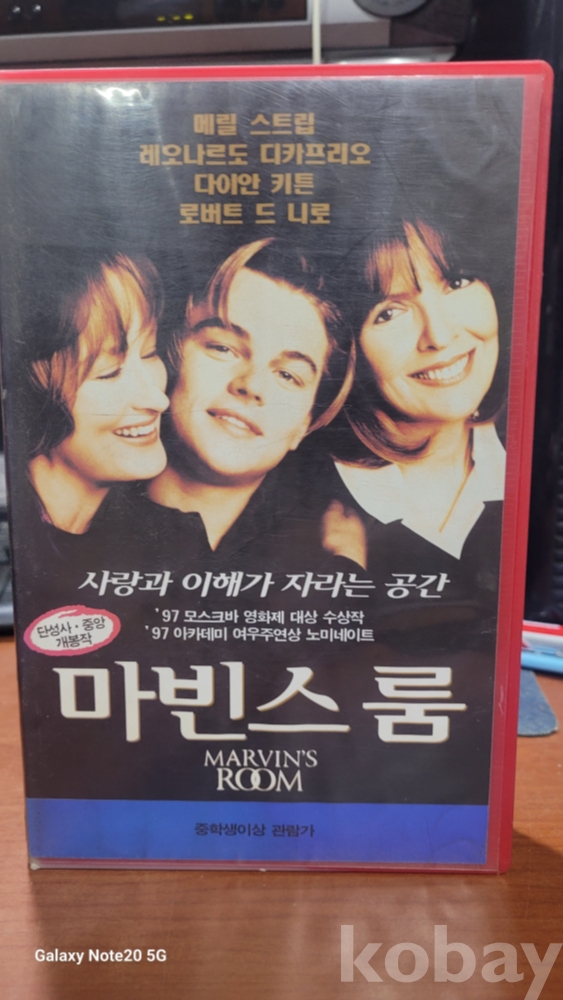 메릴 스트립
레오나르도 디카프리오
다이안 키튼
로버트 드 니로
사랑과 이해가 자라는 공간
'97 모스크바 영화제 대상 수상작
'97 아카데미 여우주연상 노미네이트
단성사·중앙
개봉작
마빈스 룸
MARVIN'S
ROOM
중학생이상 관람가
Galaxy Note20 5G
kobay